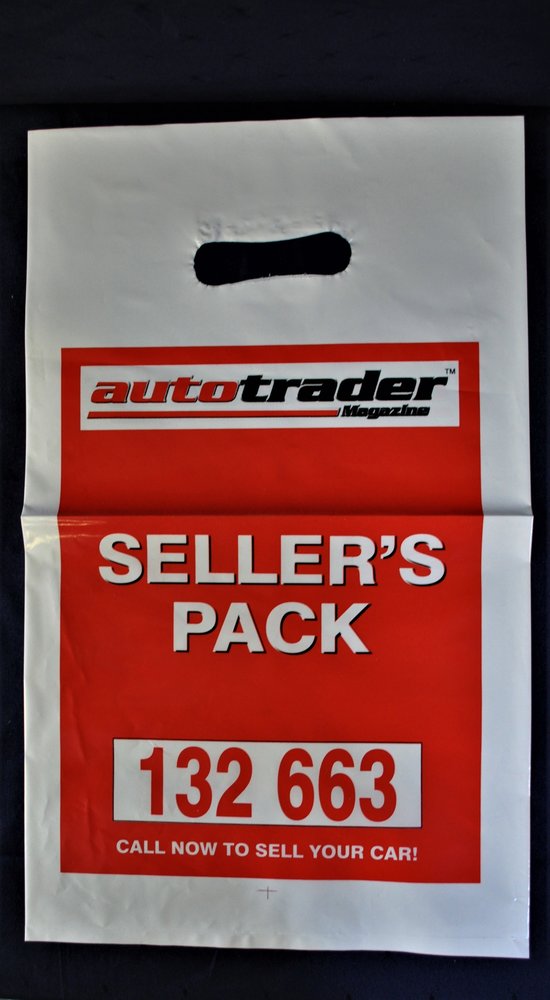 autotrader™
Magazine
SELLER'S
PACK
132 663
CALL NOW TO SELL YOUR CAR!